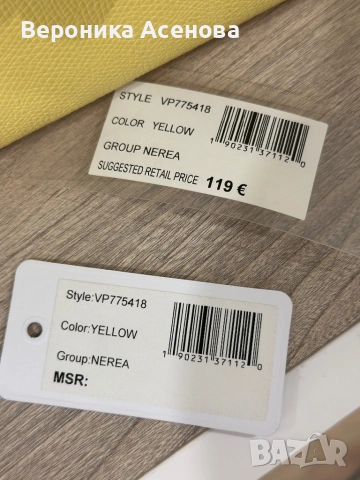 Вероника Асенова
STYLE VP775418
COLOR YELLOW
GROUP NEREA
SUGGESTED RETAIL PRICE 119 €
1 90231 37112 0
Style:VP775418
Color:YELLOW
Group:NEREA
MSR:
1 90231 37112 0
BAZAR